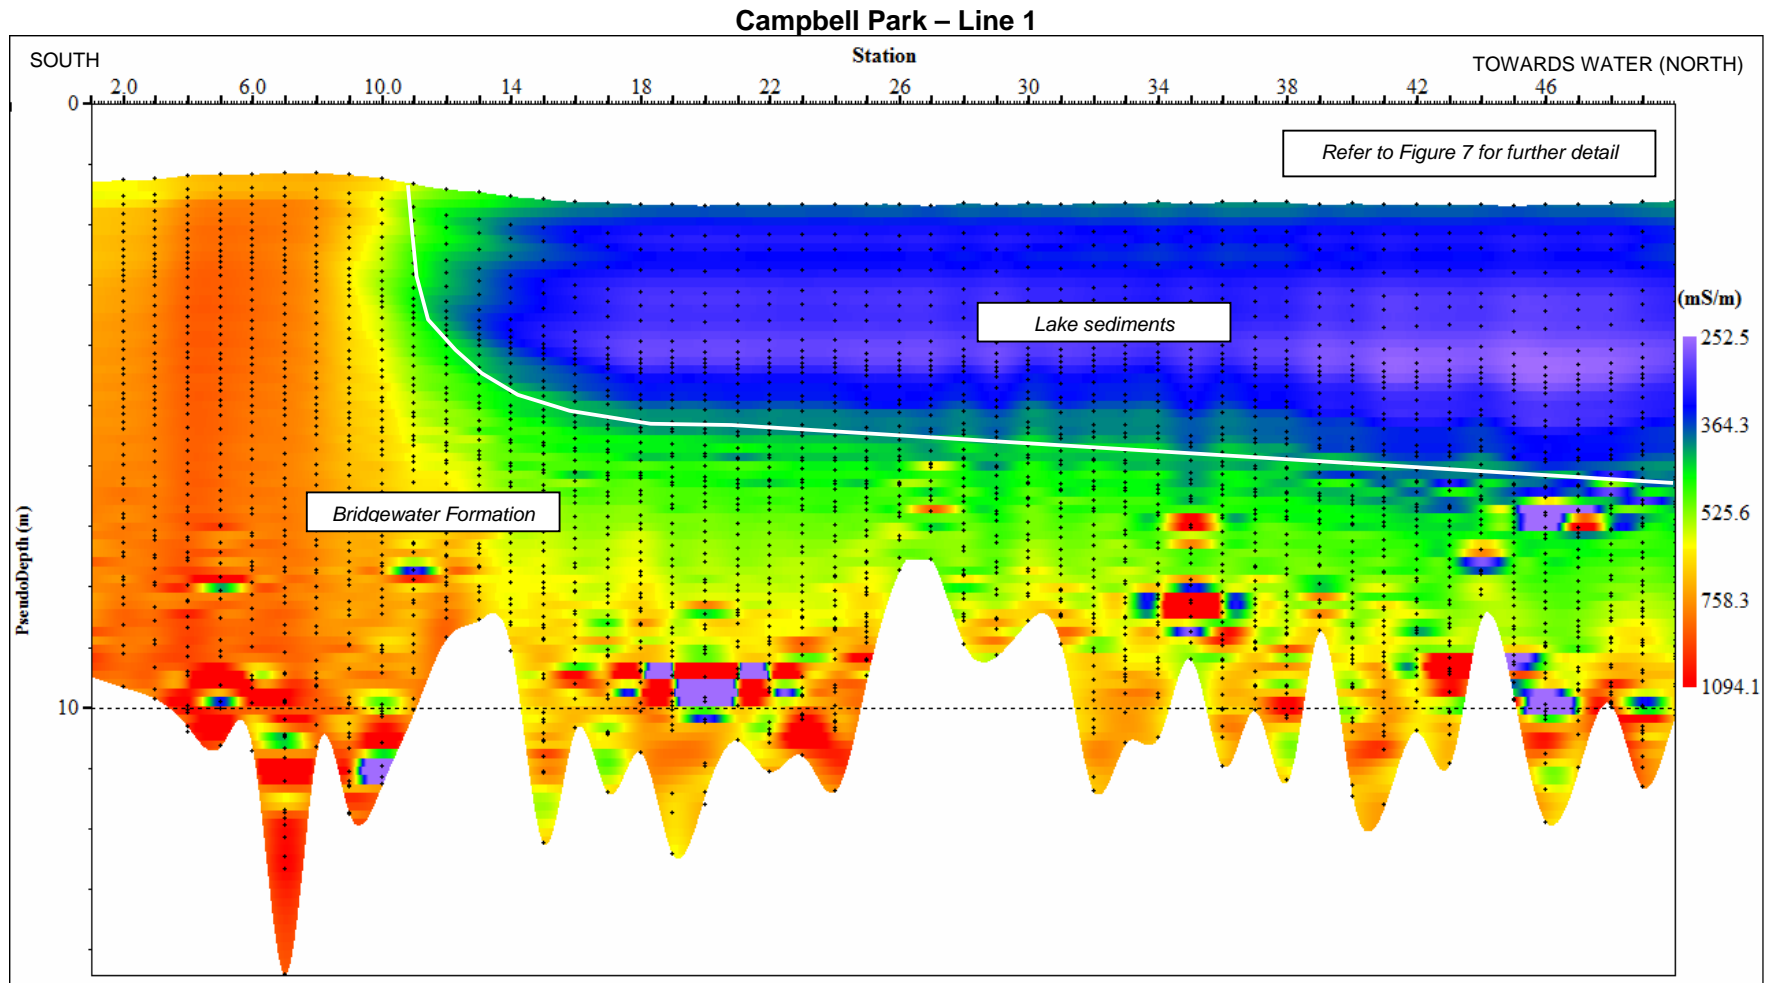 Campbell Park – Line 1
SOUTH
Station
TOWARDS WATER (NORTH)
2.0 6.0 10.0 14 18 22 26 30 34 38 42 46
0
Refer to Figure 7 for further detail
(mS/m)
Lake sediments
252.5
364.3
Bridgewater Formation
525.6
PseudoDepth (m)
758.3
1094.1
10